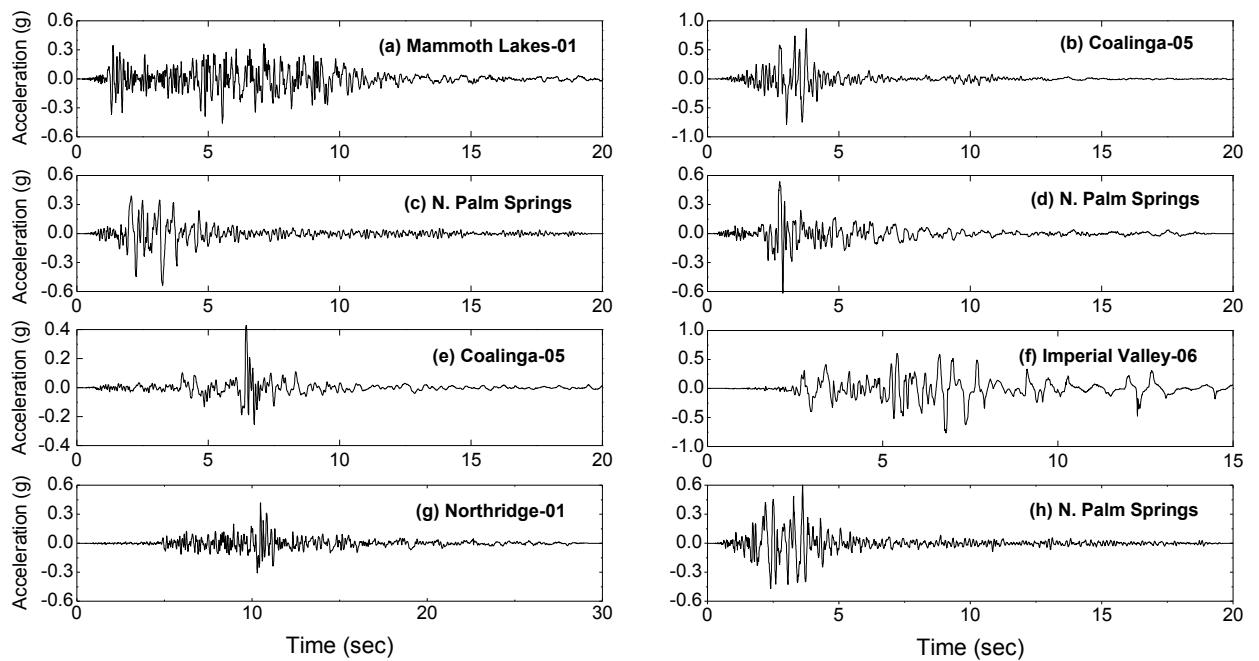 Acceleration (g)
0.6
0.3
0.0
-0.3
-0.6
(a) Mammoth Lakes-01
0 5 10 15 20
1.0
0.5
0.0
-0.5
-1.0
(b) Coalinga-05
0 5 10 15 20
Acceleration (g)
0.6
0.3
0.0
-0.3
-0.6
(c) N. Palm Springs
0 5 10 15 20
0.6
0.3
0.0
-0.3
-0.6
(d) N. Palm Springs
0 5 10 15 20
Acceleration (g)
0.4
0.2
0.0
-0.2
-0.4
(e) Coalinga-05
0 5 10 15 20
1.0
0.5
0.0
-0.5
-1.0
(f) Imperial Valley-06
0 5 10 15
Acceleration (g)
0.6
0.3
0.0
-0.3
-0.6
(g) Northridge-01
0 10 20 30
Time (sec)
0.6
0.3
0.0
-0.3
-0.6
(h) N. Palm Springs
0 5 10 15 20
Time (sec)